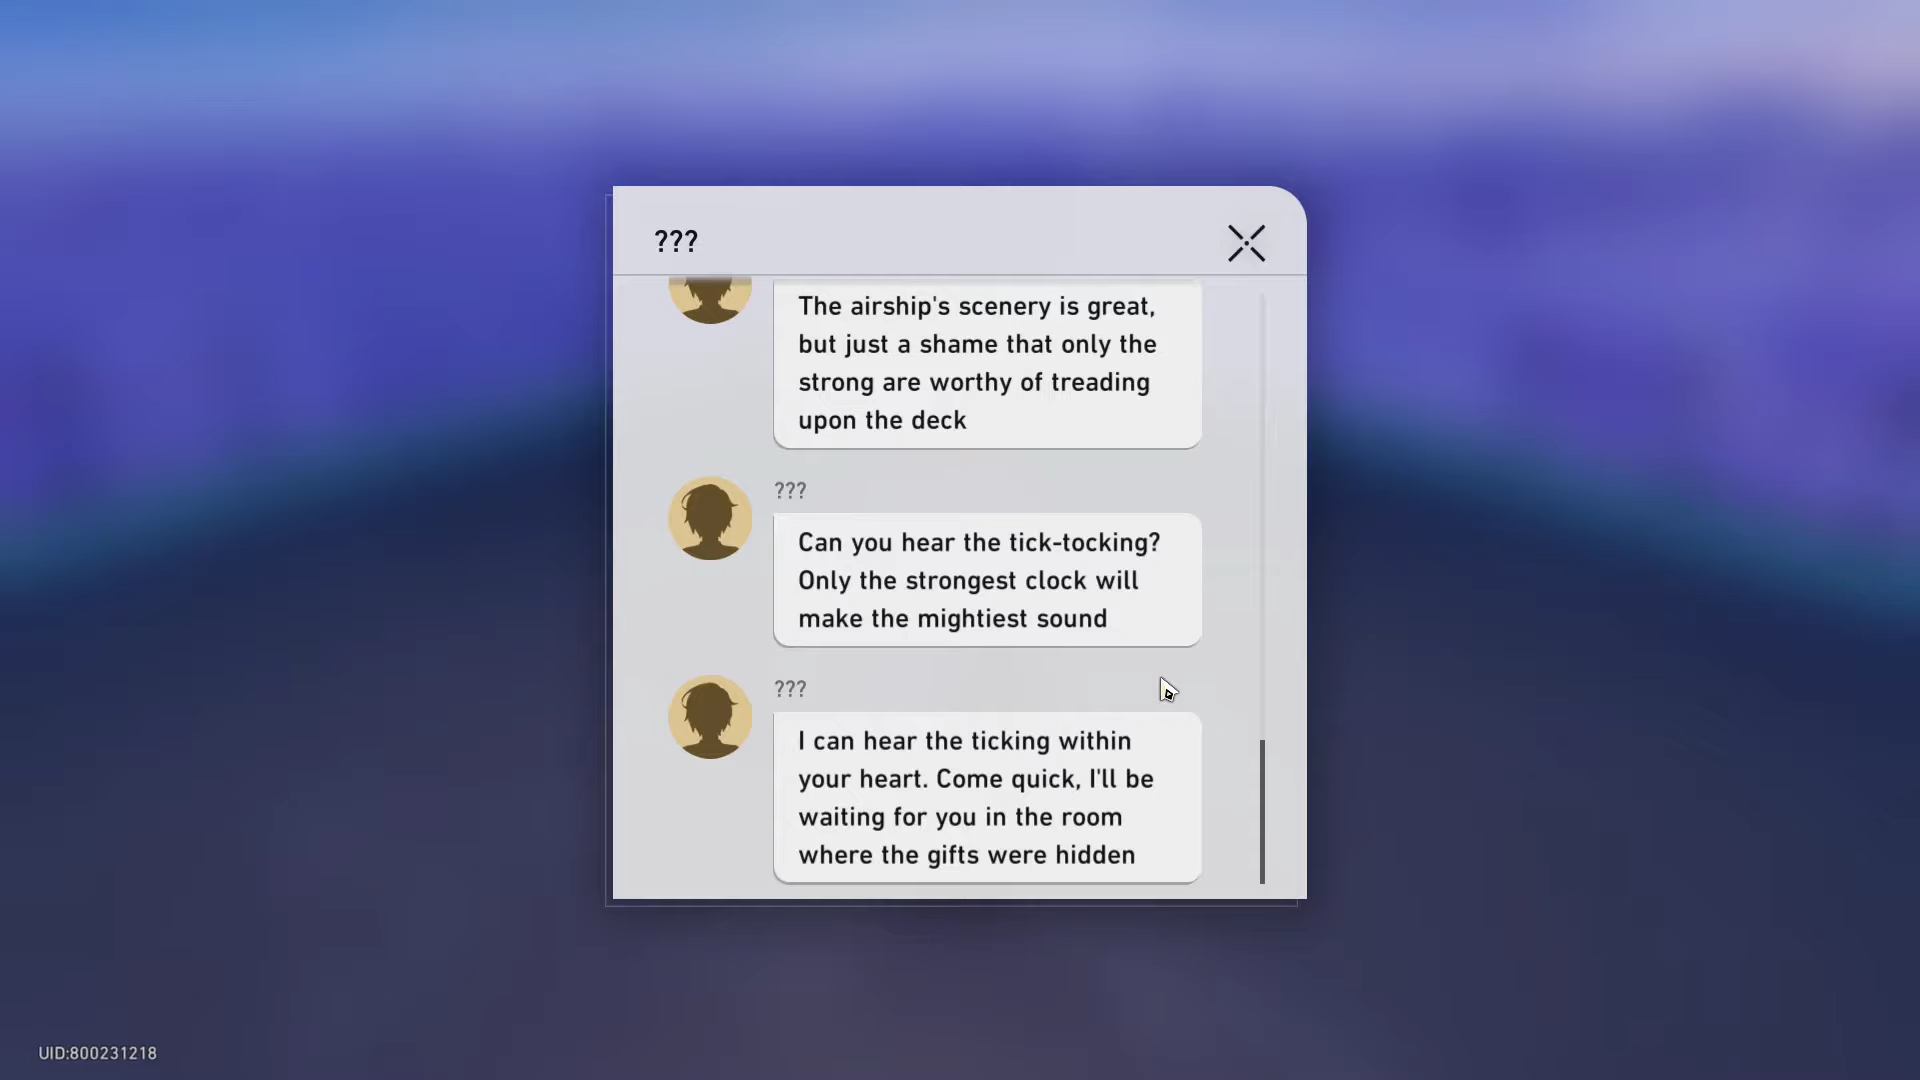 ???
The airship's scenery is great,
but just a shame that only the
strong are worthy of treading
upon the deck
???
Can you hear the tick-tocking?
Only the strongest clock will
make the mightiest sound
???
I can hear the ticking within
your heart. Come quick, I'll be
waiting for you in the room
where the gifts were hidden
UID:800231218